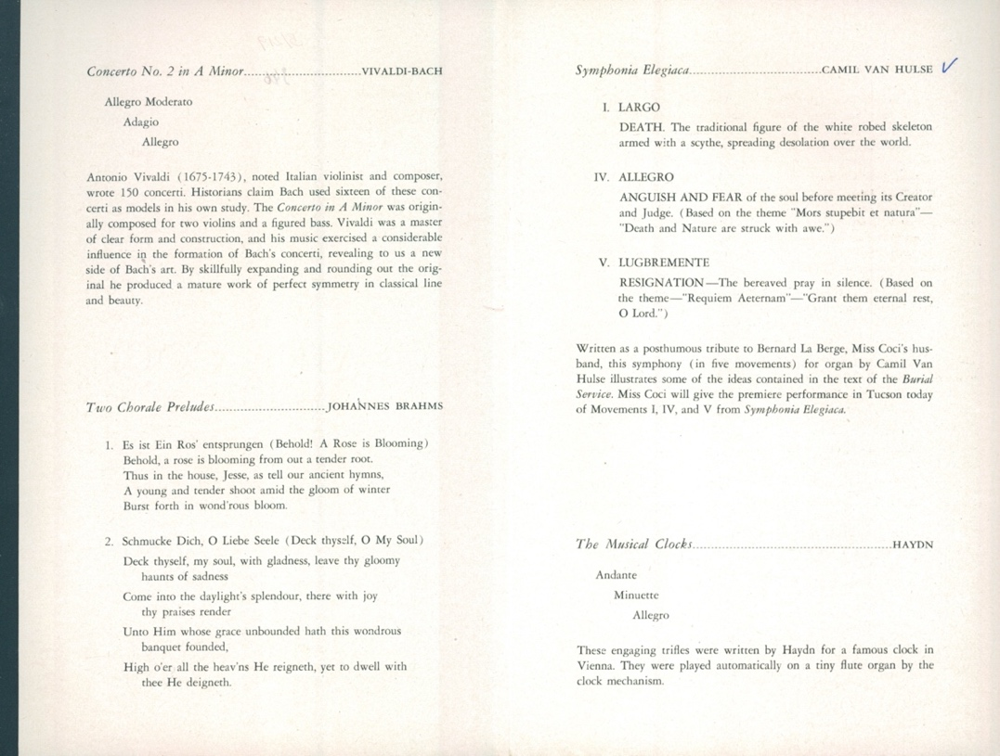 Concerto No. 2 in A Minor..............................VIVALDI-BACH
Allegro Moderato
Adagio
Allegro
Antonio Vivaldi (1675-1743), noted Italian violinist and composer,
wrote 150 concerti. Historians claim Bach used sixteen of these con-
certi as models in his own study. The Concerto in A Minor was origin-
ally composed for two violins and a figured bass. Vivaldi was a master
of clear form and construction, and his music exercised a considerable
influence in the formation of Bach's concerti, revealing to us a new
side of Bach's art. By skillfully expanding and rounding out the orig-
inal he produced a mature work of perfect symmetry in classical line
and beauty.
Two Chorale Preludes.............................JOHANNES BRAHMS
1. Es ist Ein Ros' entsprungen (Behold! A Rose is Blooming)
Behold, a rose is blooming from out a tender root.
Thus in the house, Jesse, as tell our ancient hymns,
A young and tender shoot amid the gloom of winter
Burst forth in wond'rous bloom.
2. Schmucke Dich, O Liebe Seele (Deck thyself, O My Soul)
Deck thyself, my soul, with gladness, leave thy gloomy
haunts of sadness
Come into the daylight's splendour, there with joy
thy praises render
Unto Him whose grace unbounded hath this wondrous
banquet founded,
High o'er all the heav'ns He reigneth, yet to dwell with
thee He deigneth.
Symphonia Elegiaca..................................CAMIL VAN HULSE
I. LARGO
DEATH. The traditional figure of the white robed skeleton
armed with a scythe, spreading desolation over the world.
IV. ALLEGRO
ANGUISH AND FEAR of the soul before meeting its Creator
and Judge. (Based on the theme "Mors stupebit et natura"—
"Death and Nature are struck with awe.")
V. LUGBREMENTE
RESIGNATION—The bereaved pray in silence. (Based on
the theme—"Requiem Aeternam"—"Grant them eternal rest,
O Lord.")
Written as a posthumous tribute to Bernard La Berge, Miss Coci's hus-
band, this symphony (in five movements) for organ by Camil Van
Hulse illustrates some of the ideas contained in the text of the Burial
Service. Miss Coci will give the premiere performance in Tucson today
of Movements I, IV, and V from Symphonia Elegiaca.
The Musical Clocks....................................................HAYDN
Andante
Minuette
Allegro
These engaging trifles were written by Haydn for a famous clock in
Vienna. They were played automatically on a tiny flute organ by the
clock mechanism.